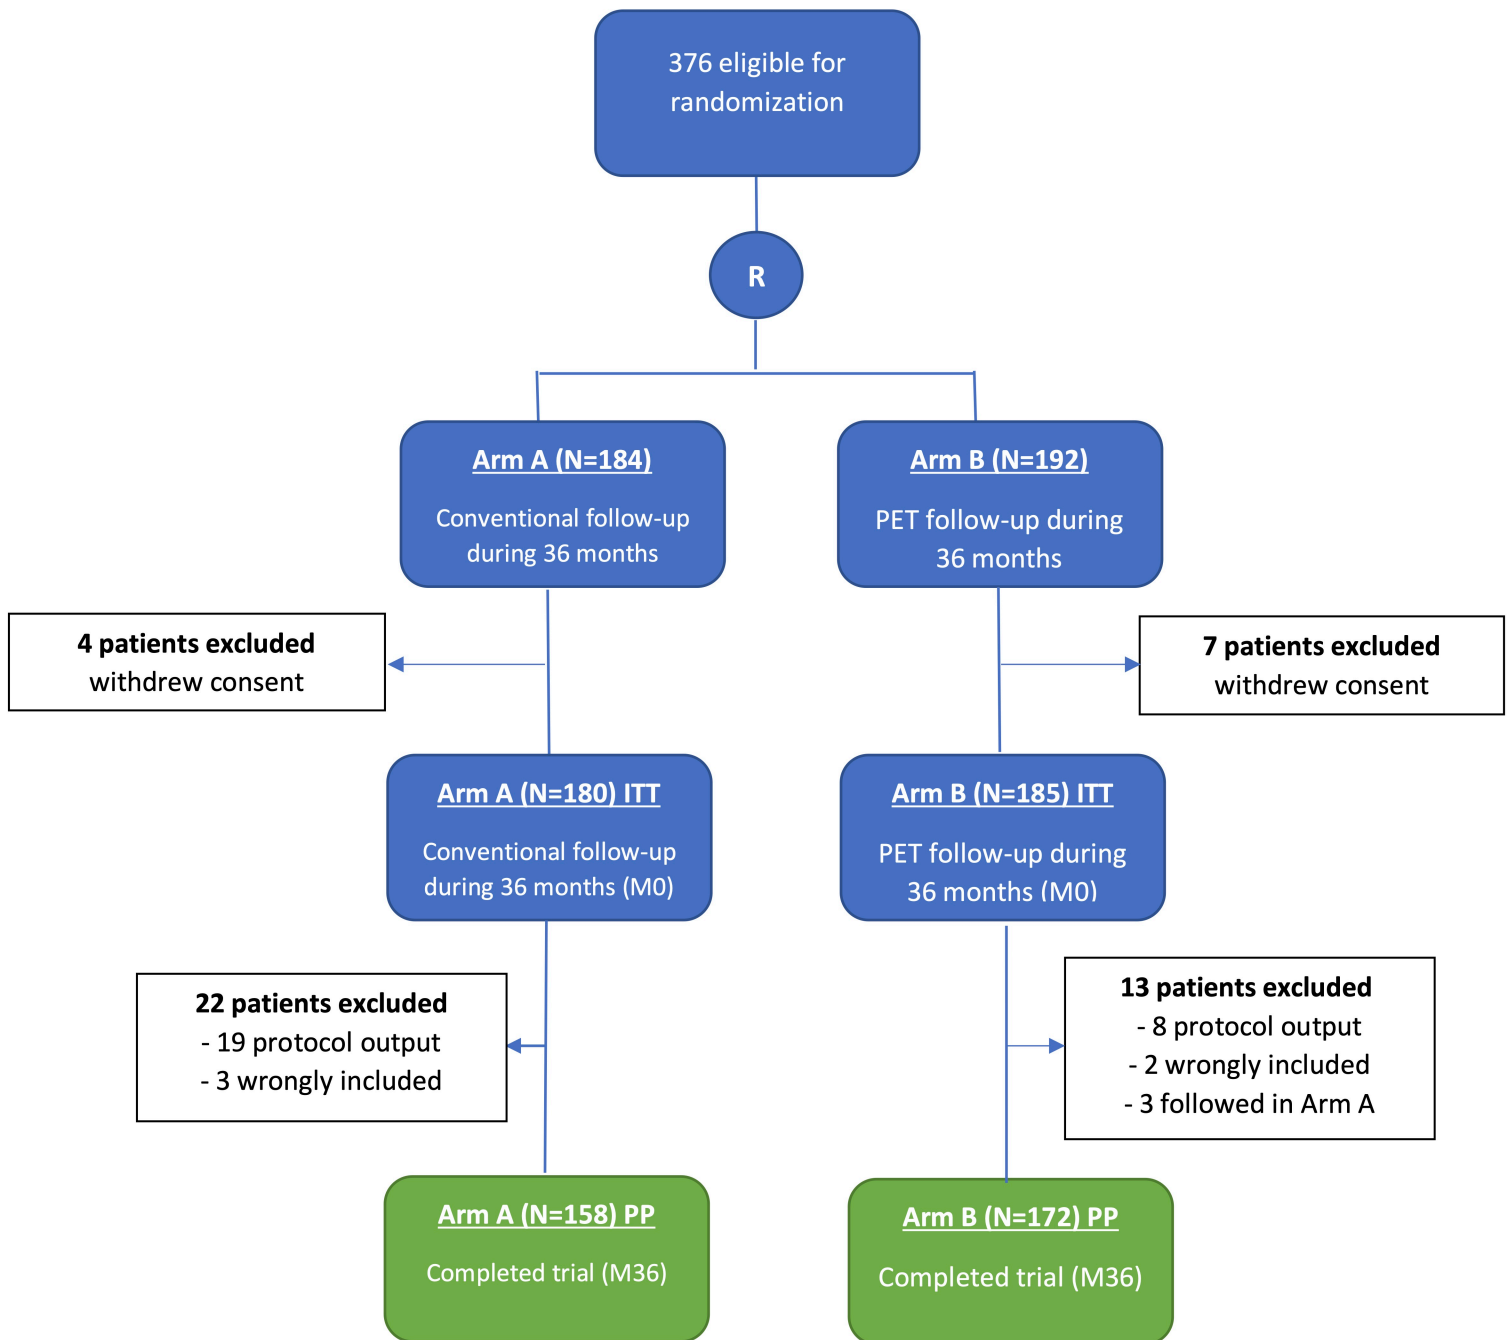 376 eligible for
randomization
R
Arm A (N=184)
Conventional follow-up
during 36 months
Arm B (N=192)
PET follow-up during
36 months
4 patients excluded
withdrew consent
7 patients excluded
withdrew consent
Arm A (N=180) ITT
Conventional follow-up
during 36 months (M0)
Arm B (N=185) ITT
PET follow-up during
36 months (M0)
22 patients excluded
- 19 protocol output
- 3 wrongly included
13 patients excluded
- 8 protocol output
- 2 wrongly included
- 3 followed in Arm A
Arm A (N=158) PP
Completed trial (M36)
Arm B (N=172) PP
Completed trial (M36)